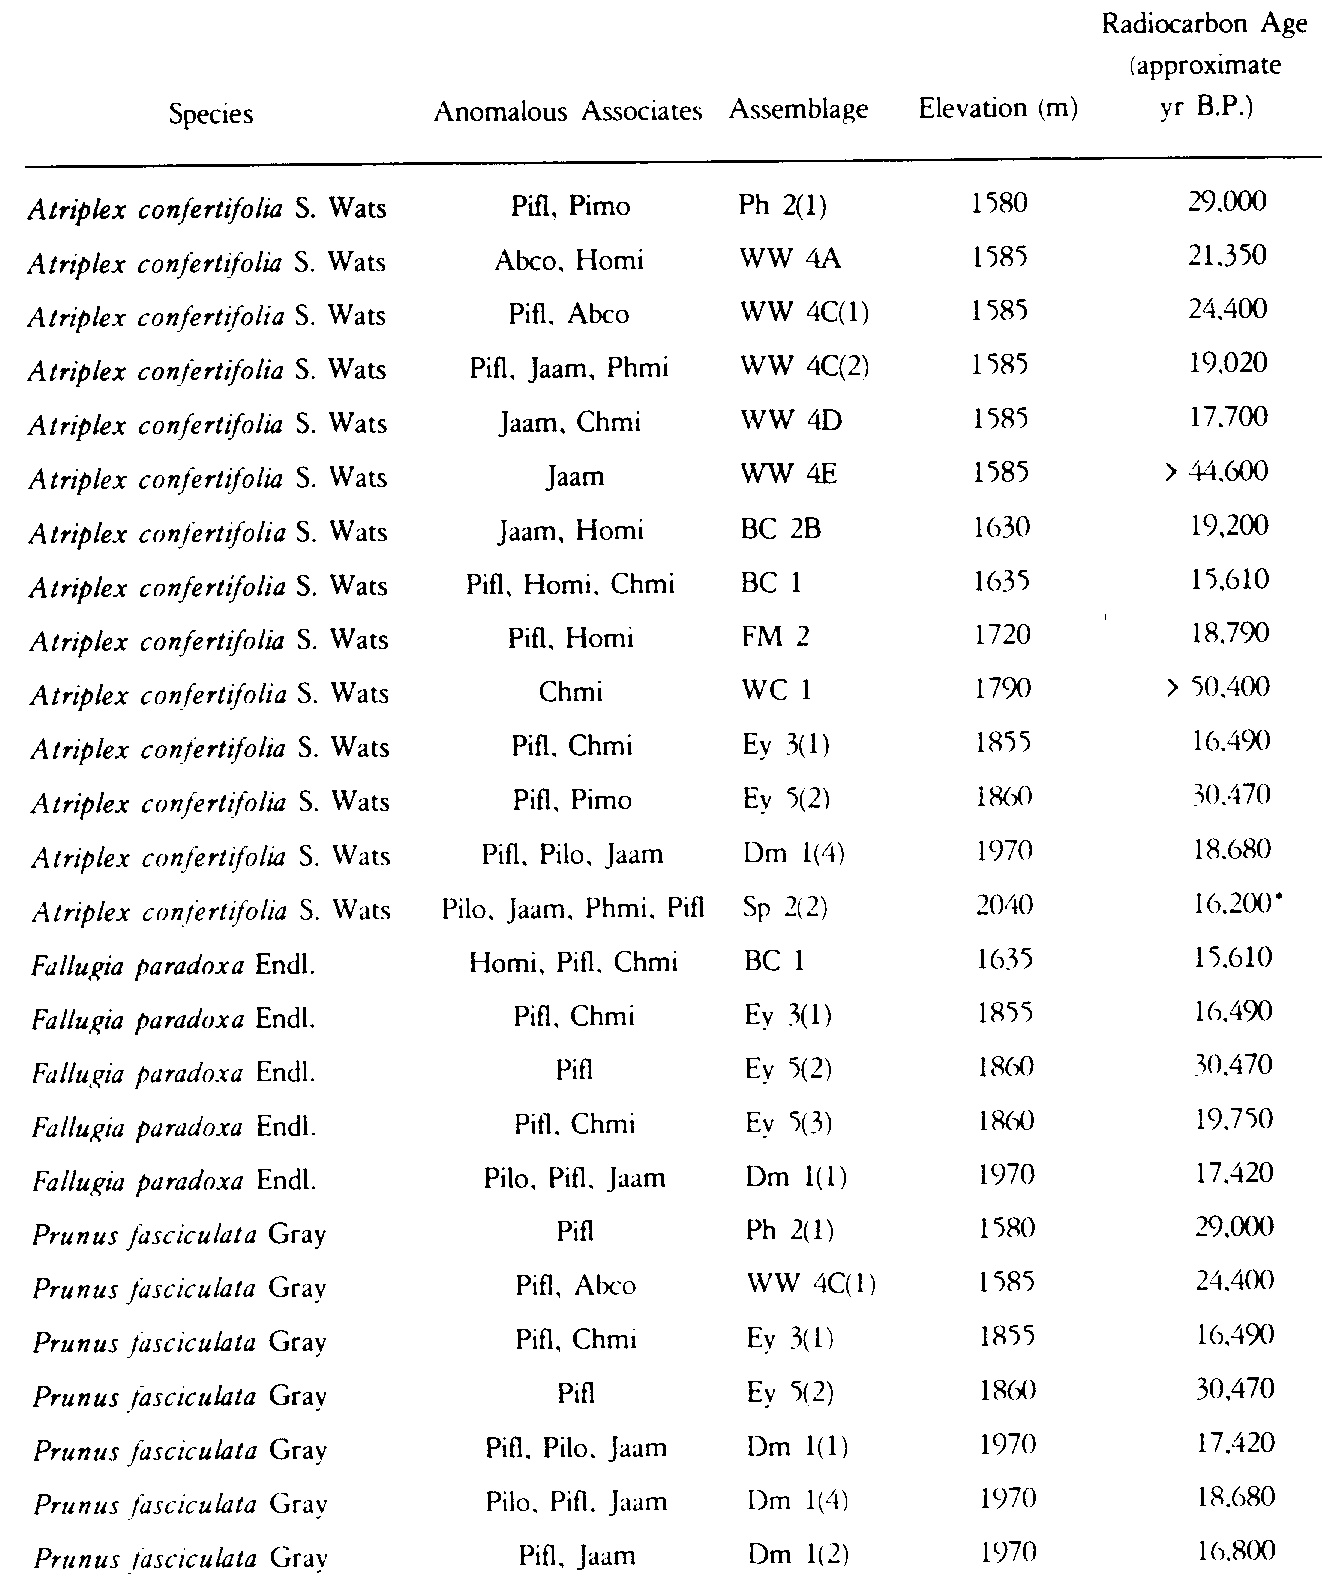 Radiocarbon Age
(approximate
Species Anomalous Associates Assemblage Elevation (m) yr B.P.)
Atriplex confertifolia S. Wats Pifl, Pimo Ph 2(1) 1580 29,000
Atriplex confertifolia S. Wats Abco, Homi WW 4A 1585 21,350
Atriplex confertifolia S. Wats Pifl, Abco WW 4C(1) 1585 24,400
Atriplex confertifolia S. Wats Pifl, Jaam, Phmi WW 4C(2) 1585 19,020
Atriplex confertifolia S. Wats Jaam, Chmi WW 4D 1585 17,700
Atriplex confertifolia S. Wats Jaam WW 4E 1585 > 44,600
Atriplex confertifolia S. Wats Jaam, Homi BC 2B 1630 19,200
Atriplex confertifolia S. Wats Pifl, Homi, Chmi BC 1 1635 15,610
Atriplex confertifolia S. Wats Pifl, Homi FM 2 1720 18,790
Atriplex confertifolia S. Wats Chmi WC 1 1790 > 50,400
Atriplex confertifolia S. Wats Pifl, Chmi Ey 3(1) 1855 16,490
Atriplex confertifolia S. Wats Pifl, Pimo Ey 5(2) 1860 30,470
Atriplex confertifolia S. Wats Pifl, Pilo, Jaam Dm 1(4) 1970 18,680
Atriplex confertifolia S. Wats Pilo, Jaam, Phmi, Pifl Sp 2(2) 2040 16,200*
Fallugia paradoxa Endl. Homi, Pifl, Chmi BC 1 1635 15,610
Fallugia paradoxa Endl. Pifl, Chmi Ey 3(1) 1855 16,490
Fallugia paradoxa Endl. Pifl Ey 5(2) 1860 30,470
Fallugia paradoxa Endl. Pifl, Chmi Ey 5(3) 1860 19,750
Fallugia paradoxa Endl. Pilo, Pifl, Jaam Dm 1(1) 1970 17,420
Prunus fasciculata Gray Pifl Ph 2(1) 1580 29,000
Prunus fasciculata Gray Pifl, Abco WW 4C(1) 1585 24,400
Prunus fasciculata Gray Pifl, Chmi Ey 3(1) 1855 16,490
Prunus fasciculata Gray Pifl Ey 5(2) 1860 30,470
Prunus fasciculata Gray Pifl, Pilo, Jaam Dm 1(1) 1970 17,420
Prunus fasciculata Gray Pilo, Pifl, Jaam Dm 1(4) 1970 18,680
Prunus fasciculata Gray Pifl, Jaam Dm 1(2) 1970 16,800